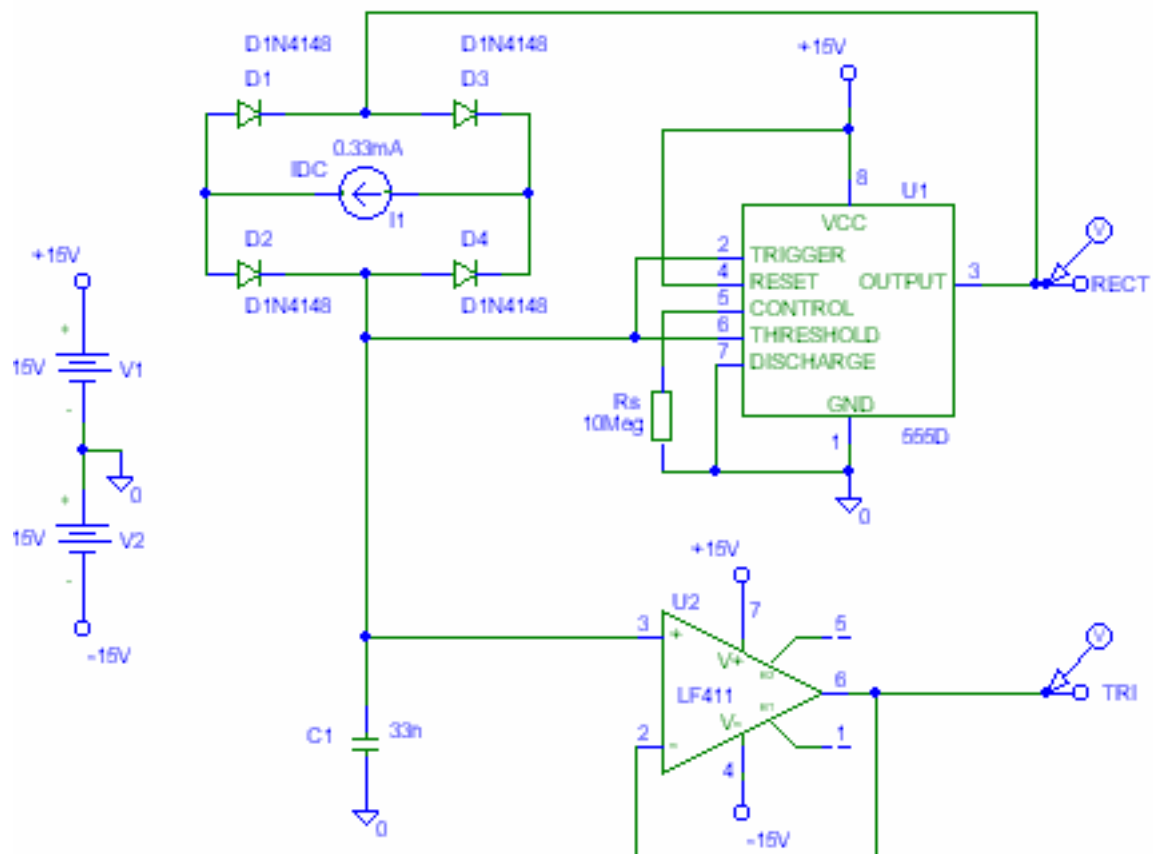 D1N4148
D1N4148
D1
D3
+15V
0.33mA
IDC
I1
8
U1
VCC
D2
D4
2
TRIGGER
4
RESET
OUTPUT
3
RECT
V
+15V
D1N4148
D1N4148
5
CONTROL
6
THRESHOLD
7
DISCHARGE
+
15V
V1
-
Rs
10Meg
GND
1
555D
0
+
0
15V
V2
-
-15V
+15V
U2
7
3
+
5
V
V+
6
LF411
TRI
C1
33n
V-
2
-
1
4
0
-15V